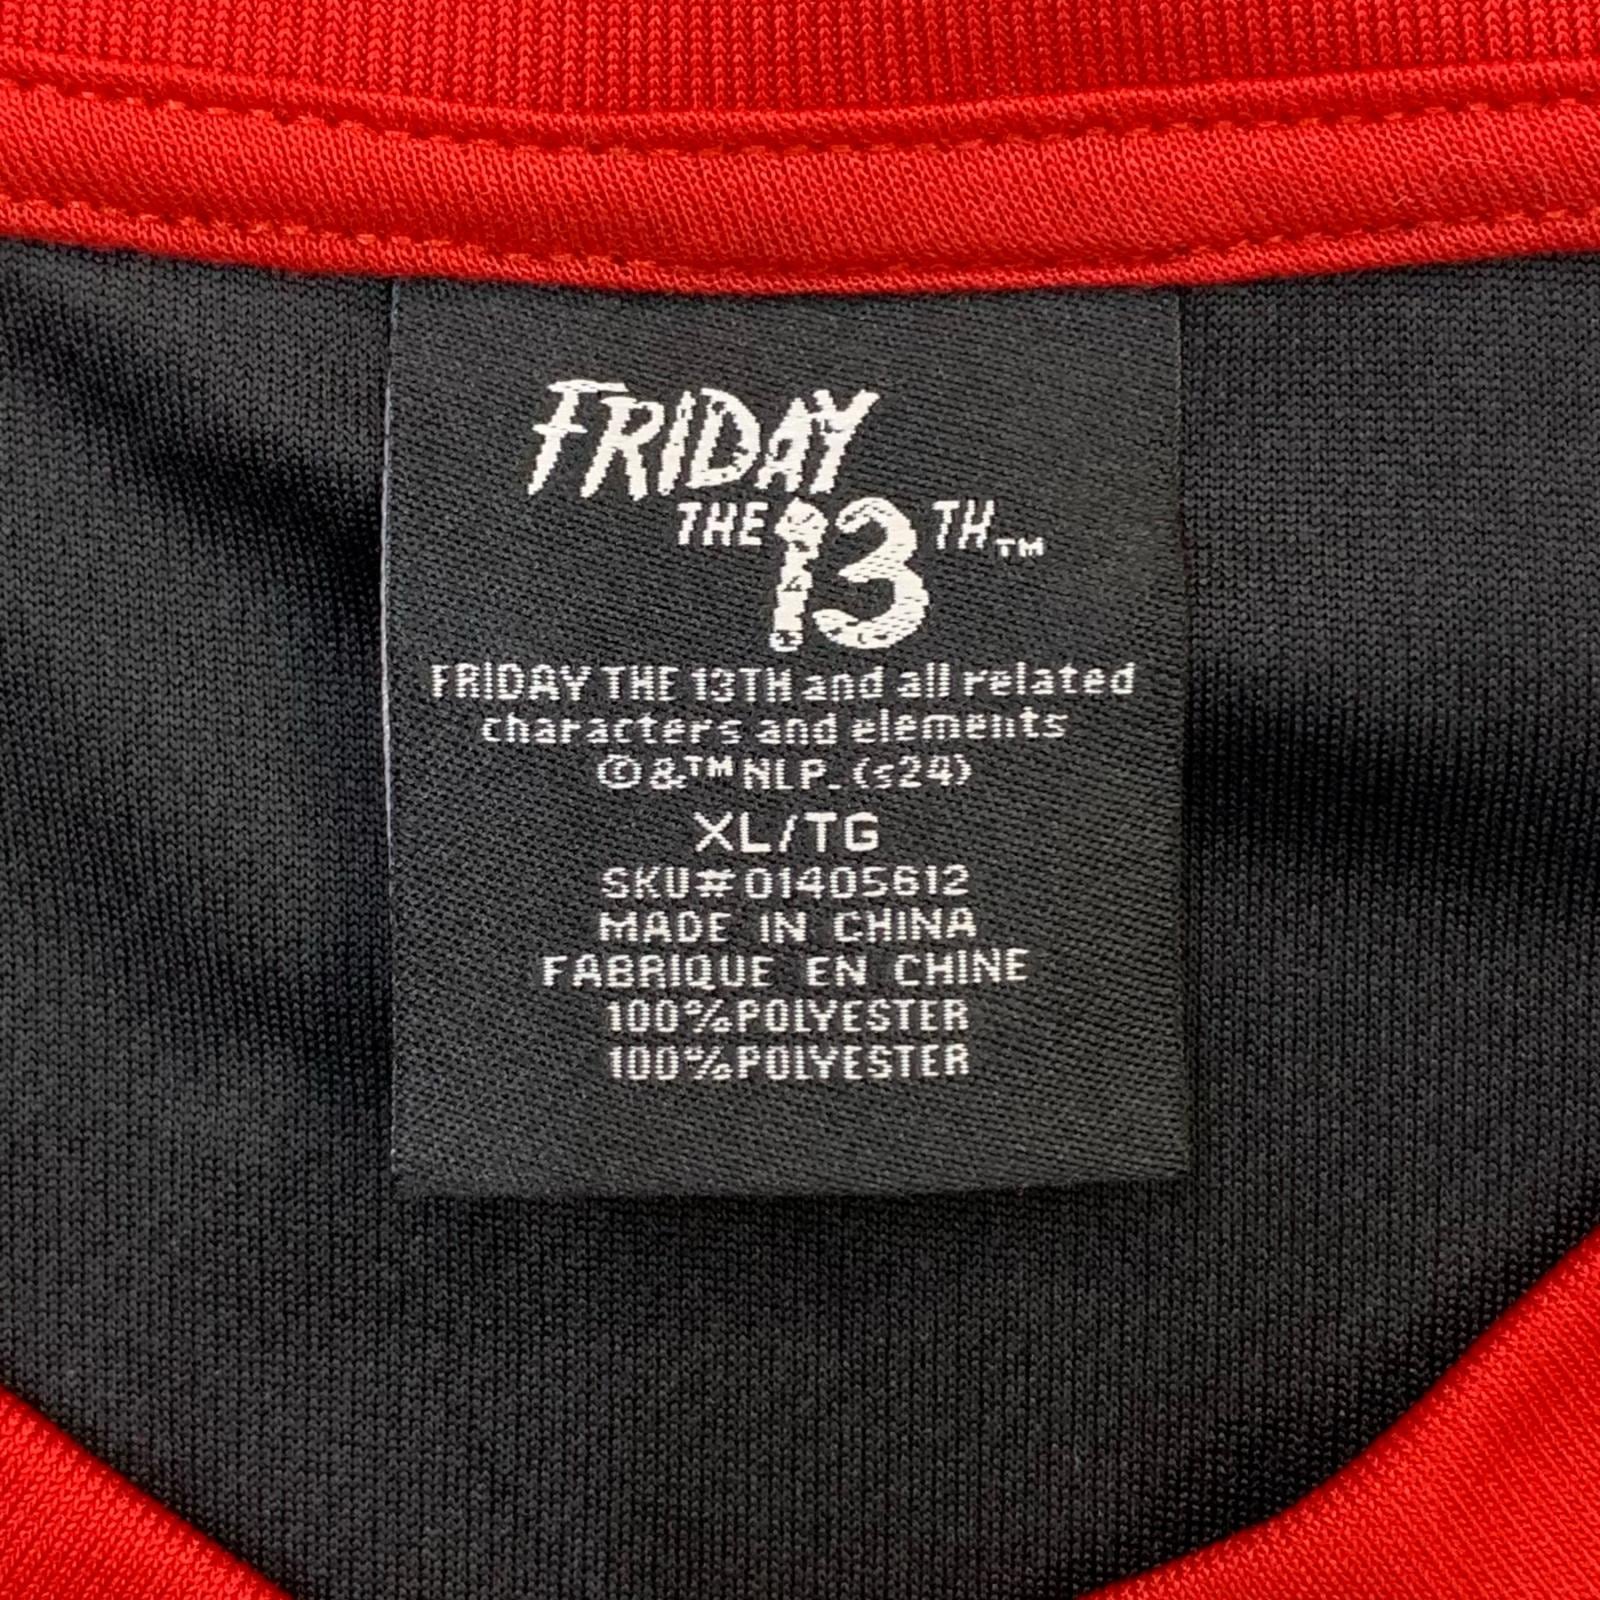 FRIDAY
THE 13TH™
FRIDAY THE 13TH and all related
characters and elements
©&™ NLP. (s24)
XL/TG
SKU#01405612
MADE IN CHINA
FABRIQUE EN CHINE
100%POLYESTER
100%POLYESTER